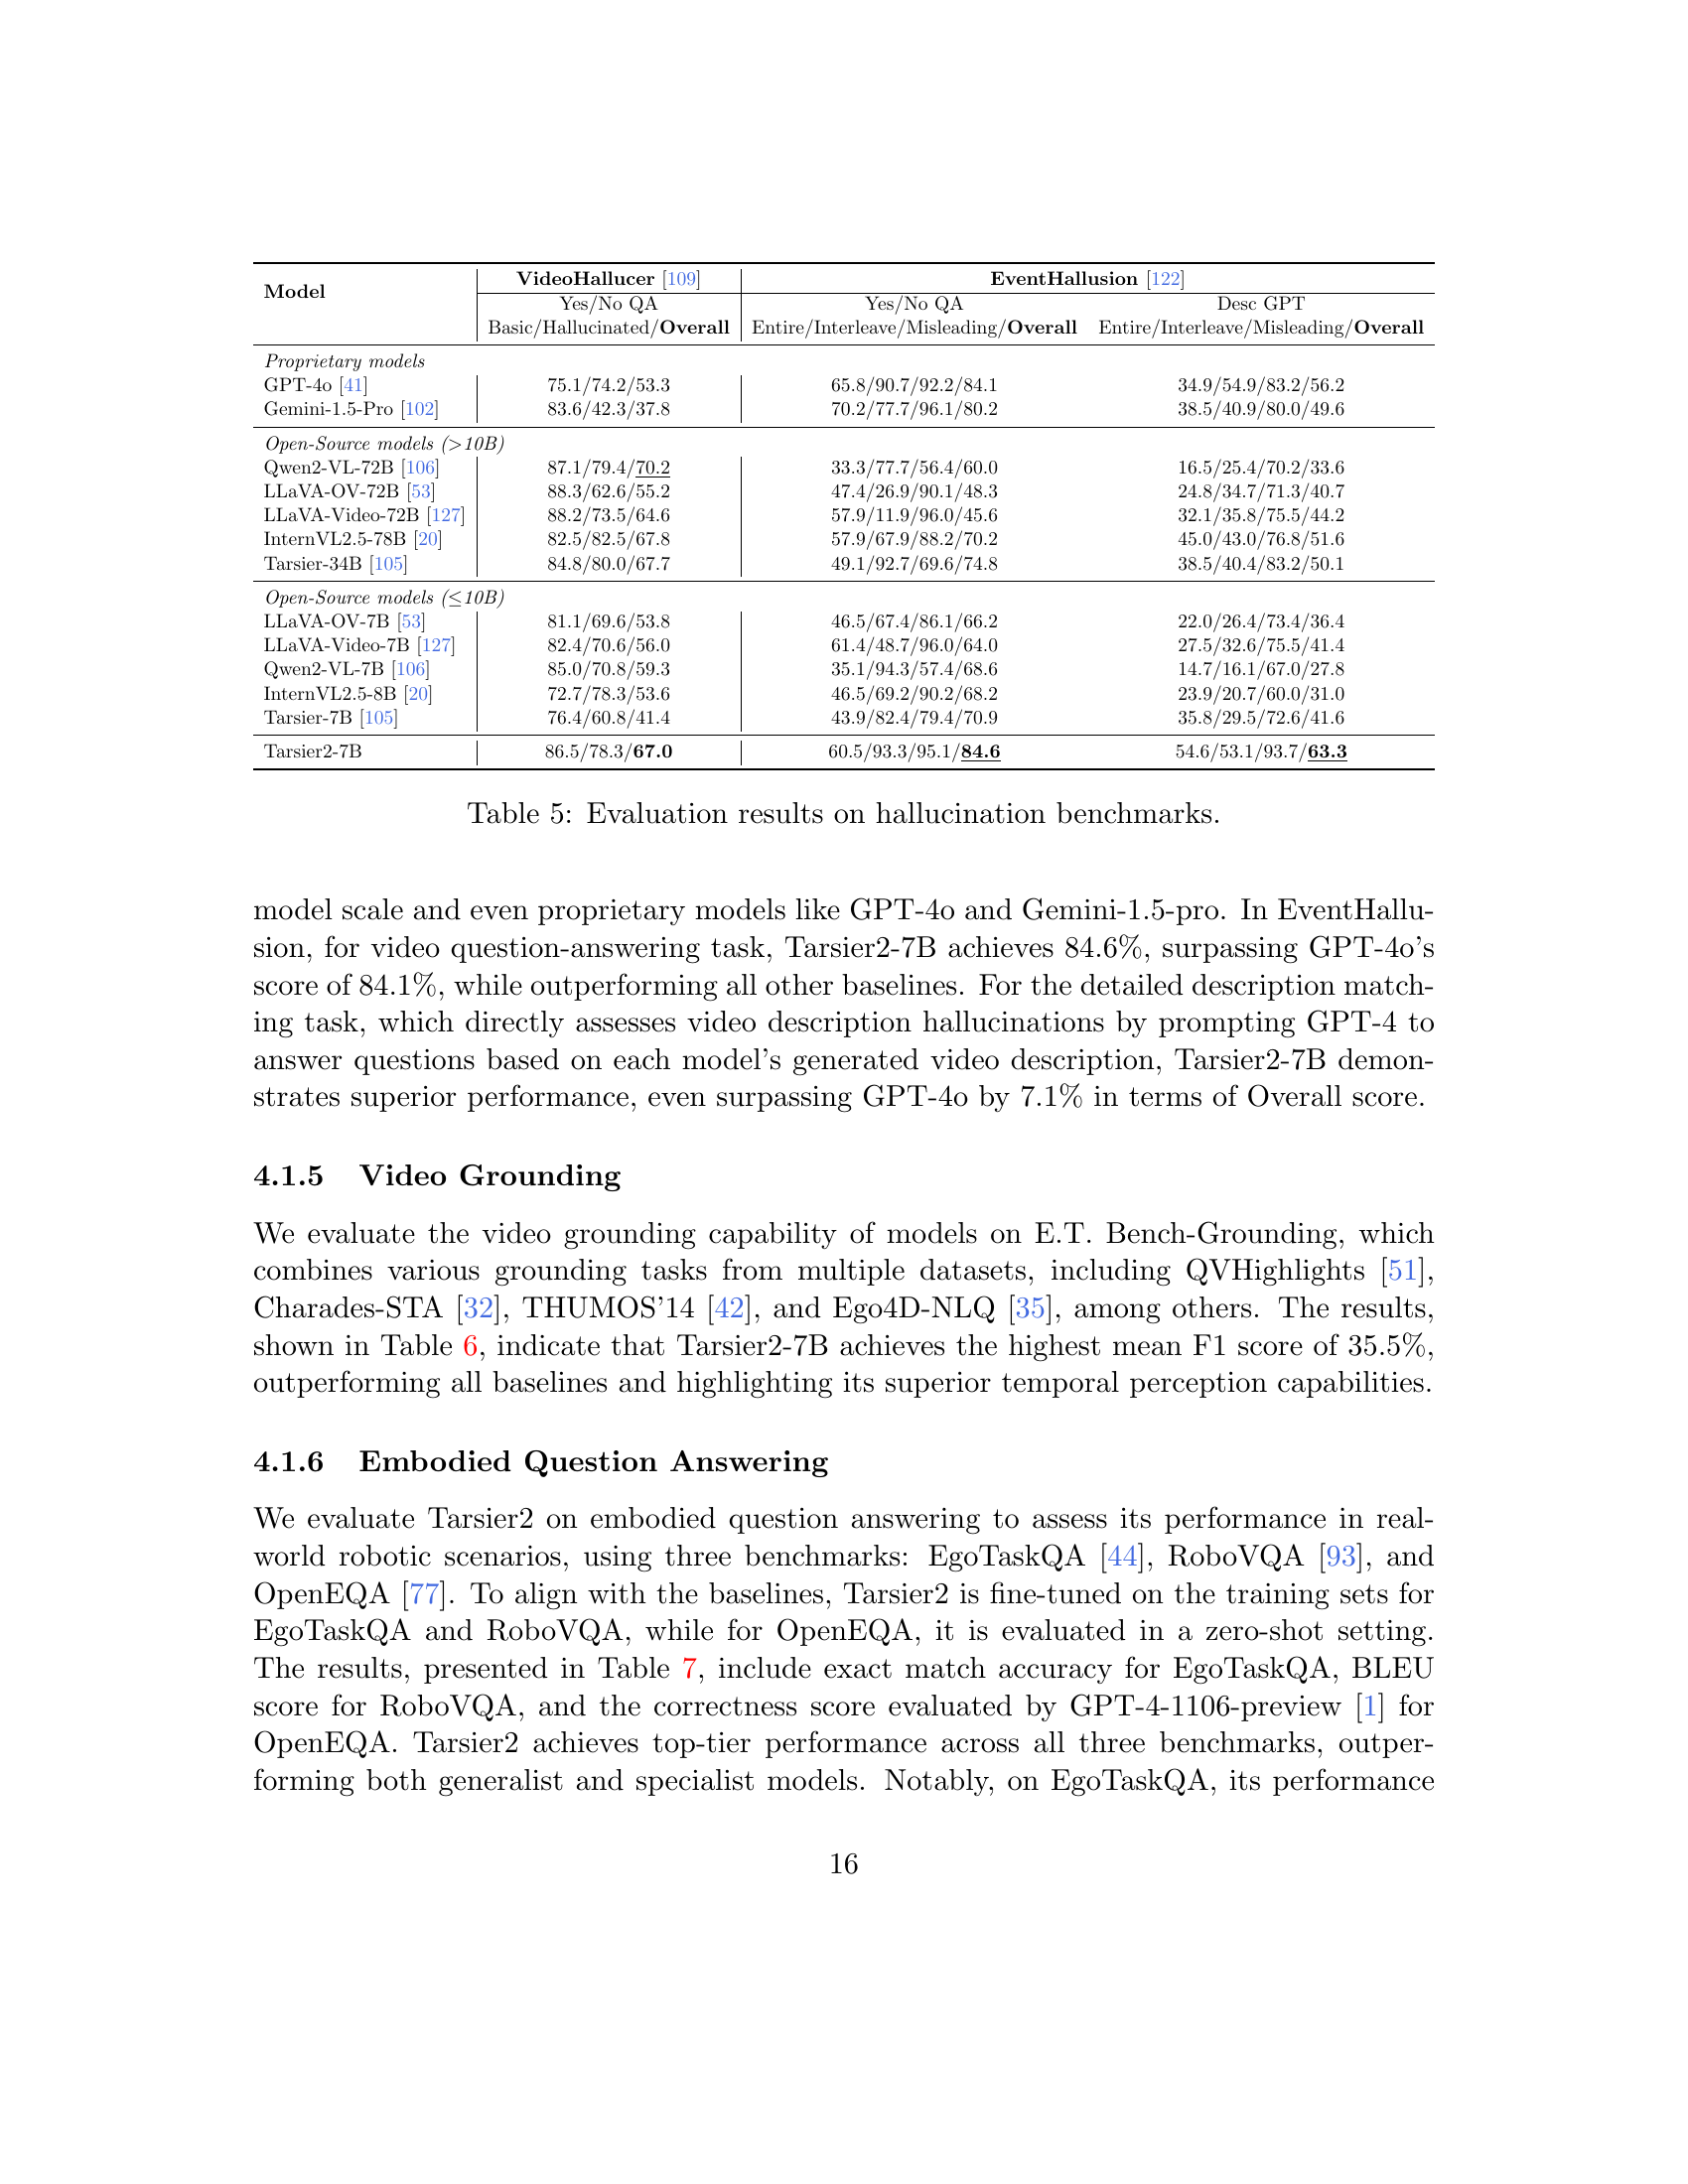 Model VideoHallucer [109] EventHallusion [122]
Yes/No QA Yes/No QA Desc GPT
Basic/Hallucinated/Overall Entire/Interleave/Misleading/Overall Entire/Interleave/Misleading/Overall
Proprietary models
GPT-4o [41] 75.1/74.2/53.3 65.8/90.7/92.2/84.1 34.9/54.9/83.2/56.2
Gemini-1.5-Pro [102] 83.6/42.3/37.8 70.2/77.7/96.1/80.2 38.5/40.9/80.0/49.6
Open-Source models (>10B)
Qwen2-VL-72B [106] 87.1/79.4/70.2 33.3/77.7/56.4/60.0 16.5/25.4/70.2/33.6
LLaVA-OV-72B [53] 88.3/62.6/55.2 47.4/26.9/90.1/48.3 24.8/34.7/71.3/40.7
LLaVA-Video-72B [127] 88.2/73.5/64.6 57.9/11.9/96.0/45.6 32.1/35.8/75.5/44.2
InternVL2.5-78B [20] 82.5/82.5/67.8 57.9/67.9/88.2/70.2 45.0/43.0/76.8/51.6
Tarsier-34B [105] 84.8/80.0/67.7 49.1/92.7/69.6/74.8 38.5/40.4/83.2/50.1
Open-Source models (≤10B)
LLaVA-OV-7B [53] 81.1/69.6/53.8 46.5/67.4/86.1/66.2 22.0/26.4/73.4/36.4
LLaVA-Video-7B [127] 82.4/70.6/56.0 61.4/48.7/96.0/64.0 27.5/32.6/75.5/41.4
Qwen2-VL-7B [106] 85.0/70.8/59.3 35.1/94.3/57.4/68.6 14.7/16.1/67.0/27.8
InternVL2.5-8B [20] 72.7/78.3/53.6 46.5/69.2/90.2/68.2 23.9/20.7/60.0/31.0
Tarsier-7B [105] 76.4/60.8/41.4 43.9/82.4/79.4/70.9 35.8/29.5/72.6/41.6
Tarsier2-7B 86.5/78.3/67.0 60.5/93.3/95.1/84.6 54.6/53.1/93.7/63.3
Table 5: Evaluation results on hallucination benchmarks.
model scale and even proprietary models like GPT-4o and Gemini-1.5-pro. In EventHallu-
sion, for video question-answering task, Tarsier2-7B achieves 84.6%, surpassing GPT-4o's
score of 84.1%, while outperforming all other baselines. For the detailed description match-
ing task, which directly assesses video description hallucinations by prompting GPT-4 to
answer questions based on each model's generated video description, Tarsier2-7B demon-
strates superior performance, even surpassing GPT-4o by 7.1% in terms of Overall score.
4.1.5 Video Grounding
We evaluate the video grounding capability of models on E.T. Bench-Grounding, which
combines various grounding tasks from multiple datasets, including QVHighlights [51],
Charades-STA [32], THUMOS'14 [42], and Ego4D-NLQ [35], among others. The results,
shown in Table 6, indicate that Tarsier2-7B achieves the highest mean F1 score of 35.5%,
outperforming all baselines and highlighting its superior temporal perception capabilities.
4.1.6 Embodied Question Answering
We evaluate Tarsier2 on embodied question answering to assess its performance in real-
world robotic scenarios, using three benchmarks: EgoTaskQA [44], RoboVQA [93], and
OpenEQA [77]. To align with the baselines, Tarsier2 is fine-tuned on the training sets for
EgoTaskQA and RoboVQA, while for OpenEQA, it is evaluated in a zero-shot setting.
The results, presented in Table 7, include exact match accuracy for EgoTaskQA, BLEU
score for RoboVQA, and the correctness score evaluated by GPT-4-1106-preview [1] for
OpenEQA. Tarsier2 achieves top-tier performance across all three benchmarks, outper-
forming both generalist and specialist models. Notably, on EgoTaskQA, its performance
16